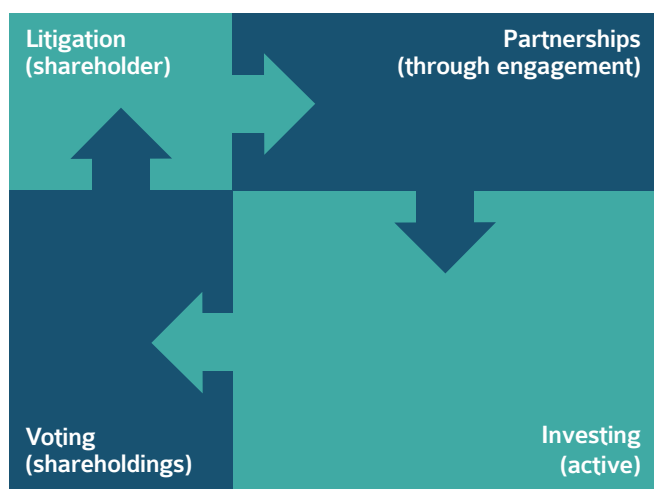 Litigation
(shareholder)
Partnerships
(through engagement)
Voting
(shareholdings)
Investing
(active)